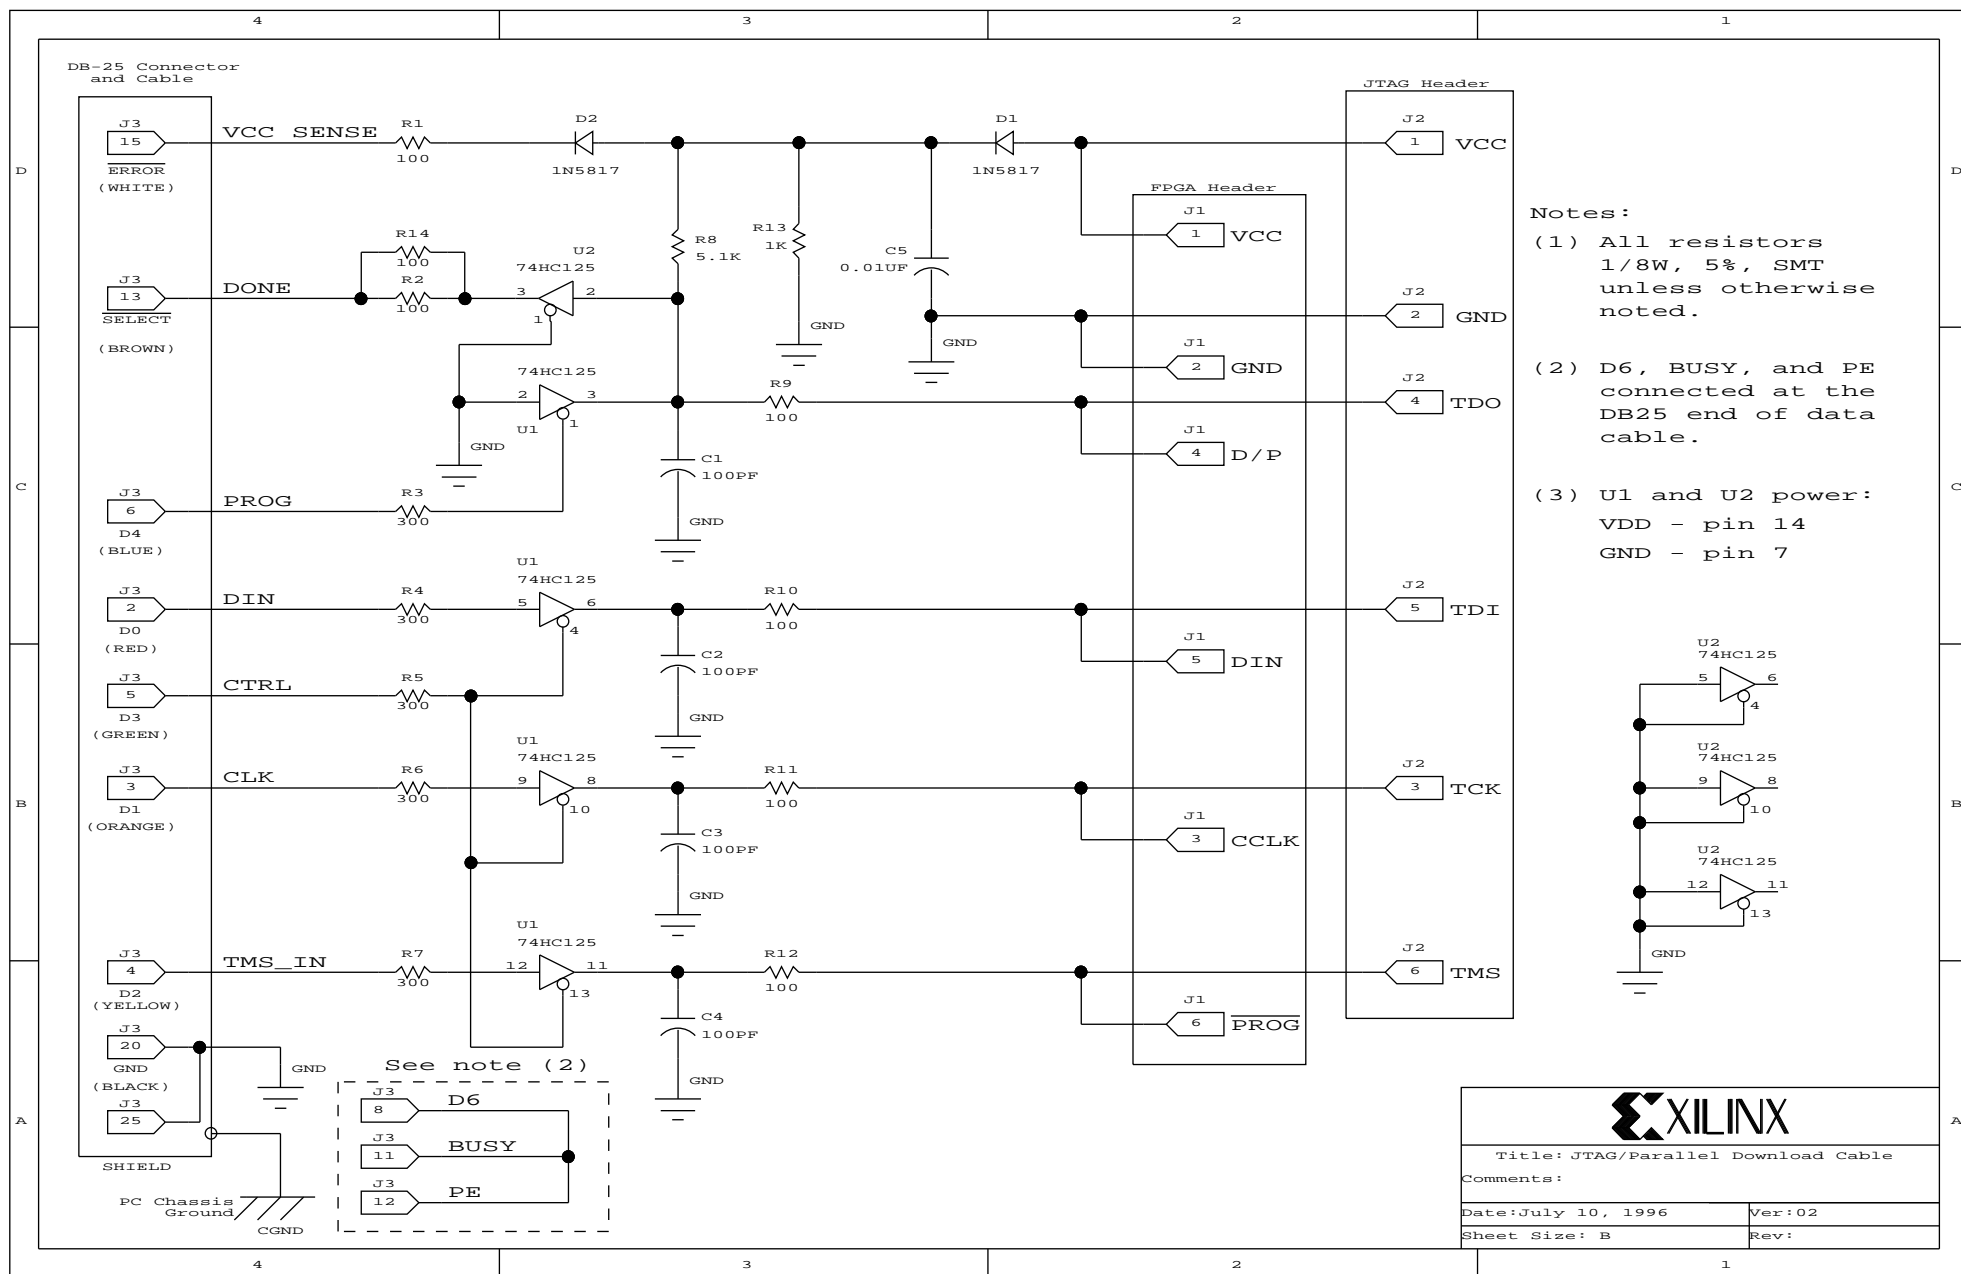 4 3 2 1
DB-25 Connector
and Cable
JTAG Header
J3
15
ERROR
(WHITE)
VCC SENSE
R1
100
D2
1N5817
D1
1N5817
J2
1
VCC
D
D
FPGA Header
J1
1
VCC
R14
100
R2
100
J3
13
SELECT
(BROWN)
DONE
U2
74HC125
3
2
1
R8
5.1K
R13
1K
GND
C5
0.01UF
GND
J2
2
GND
J1
2
GND
74HC125
2
3
U1
1
GND
R9
100
J2
4
TDO
J1
4
D/P
C1
100PF
GND
C
C
J3
6
D4
(BLUE)
PROG
R3
300
J3
2
D0
(RED)
DIN
R4
300
U1
74HC125
5
6
4
C2
100PF
GND
R10
100
J2
5
TDI
J1
5
DIN
J3
5
D3
(GREEN)
CTRL
R5
300
J3
3
D1
(ORANGE)
CLK
R6
300
U1
74HC125
9
8
10
C3
100PF
GND
R11
100
J2
3
TCK
J1
3
CCLK
B
B
J3
4
D2
(YELLOW)
TMS_IN
R7
300
U1
74HC125
12
11
13
C4
100PF
GND
R12
100
J2
6
TMS
J1
6
PROG
J3
20
GND
(BLACK)
GND
J3
25
SHIELD
PC Chassis
Ground
CGND
A
A
See note (2)
J3
8
D6
J3
11
BUSY
J3
12
PE
Notes:
(1) All resistors
1/8W, 5%, SMT
unless otherwise
noted.
(2) D6, BUSY, and PE
connected at the
DB25 end of data
cable.
(3) U1 and U2 power:
VDD - pin 14
GND - pin 7
U2
74HC125
5
6
4
U2
74HC125
9
8
10
U2
74HC125
12
11
13
GND
XILINX
Title: JTAG/Parallel Download Cable
Comments:
Date:July 10, 1996
Ver:02
Sheet Size: B
Rev:
4 3 2 1